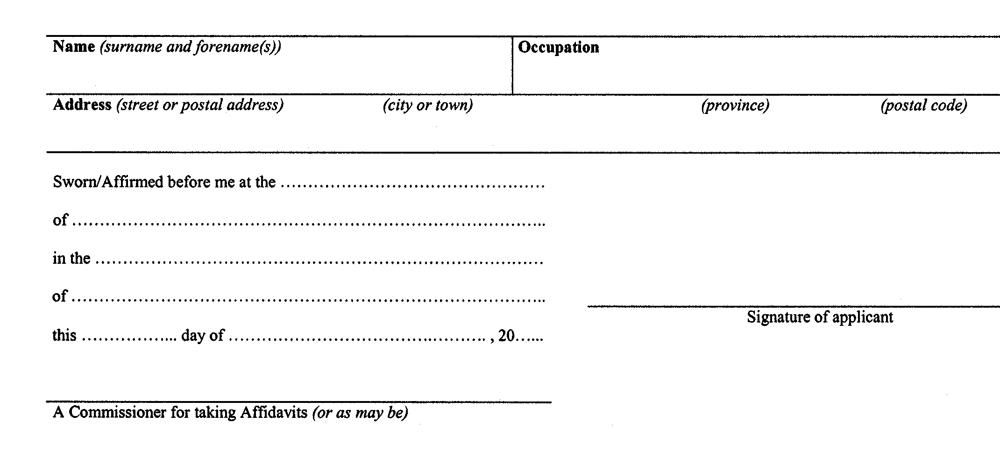 Name (surname and forename(s)) Occupation
Address (street or postal address) (city or town) (province) (postal code)
Sworn/Affirmed before me at the ................................................
of .....................................................................................
in the .................................................................................
of .....................................................................................
Signature of applicant
this .................. day of .............................................. , 20......
A Commissioner for taking Affidavits (or as may be)